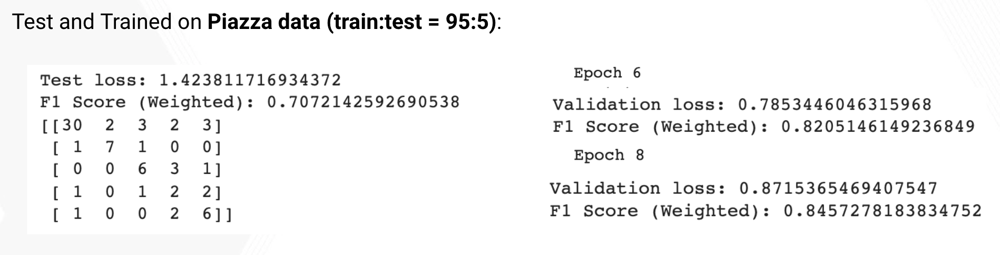 Test and Trained on Piazza data (train:test = 95:5):
Test loss: 1.423811716934372
F1 Score (Weighted): 0.7072142592690538
[[30 2 3 2 3]
[ 1 7 1 0 0]
[ 0 0 6 3 1]
[ 1 0 1 2 2]
[ 1 0 0 2 6]]
Epoch 6
Validation loss: 0.7853446046315968
F1 Score (Weighted): 0.8205146149236849
Epoch 8
Validation loss: 0.8715365469407547
F1 Score (Weighted): 0.8457278183834752